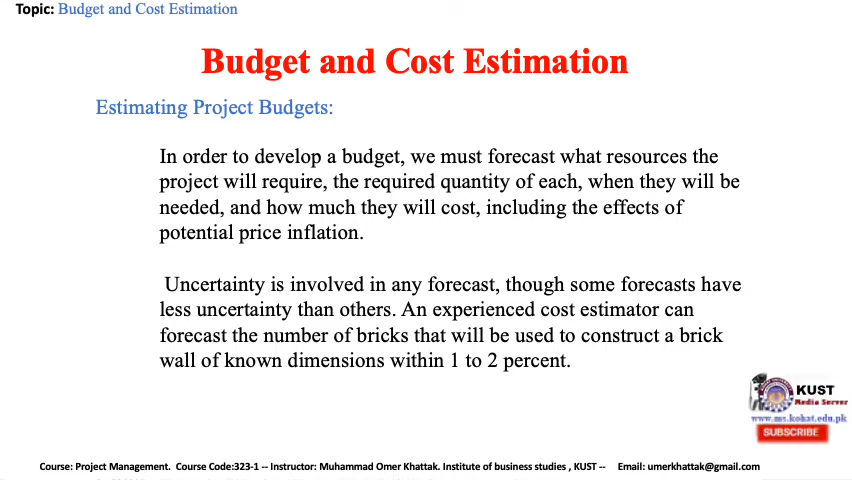 Topic: Budget and Cost Estimation
Budget and Cost Estimation
Estimating Project Budgets:
In order to develop a budget, we must forecast what resources the
project will require, the required quantity of each, when they will be
needed, and how much they will cost, including the effects of
potential price inflation.
Uncertainty is involved in any forecast, though some forecasts have
less uncertainty than others. An experienced cost estimator can
forecast the number of bricks that will be used to construct a brick
wall of known dimensions within 1 to 2 percent.
KUST
Media Server
www.ms.kohat.edu.pk
SUBSCRIBE
Course: Project Management. Course Code:323-1 -- Instructor: Muhammad Omer Khattak. Institute of business studies , KUST -- Email: umerkhattak@gmail.com